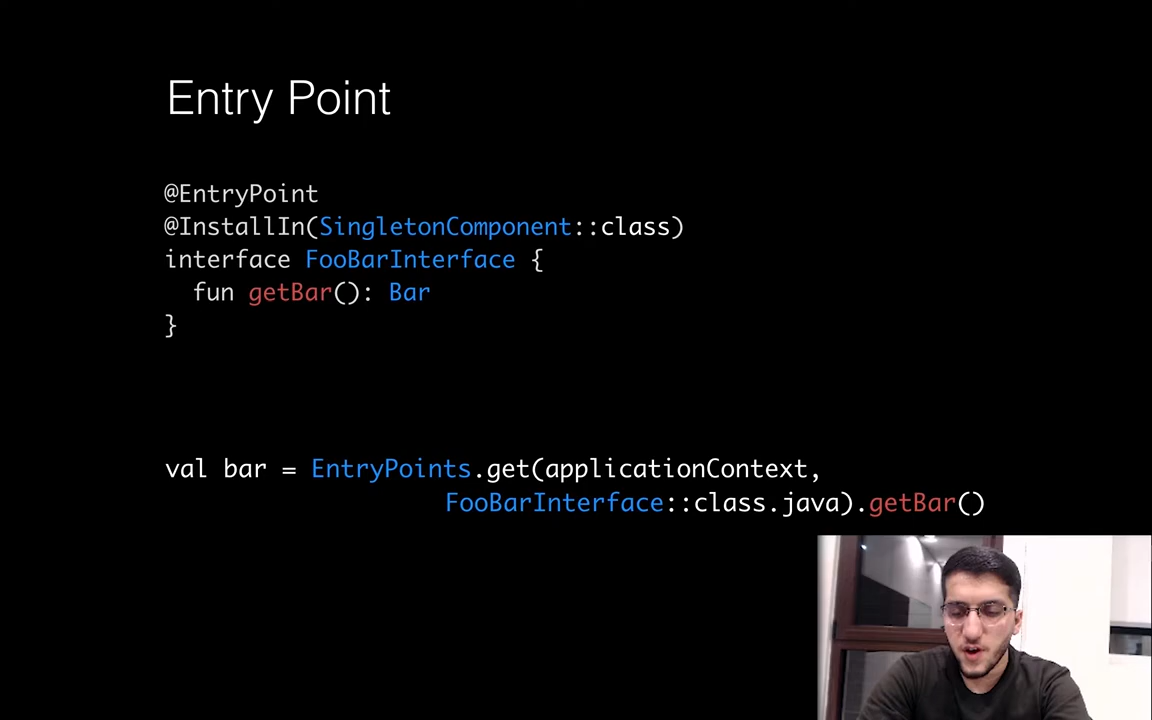 Entry Point
@EntryPoint
@InstallIn(SingletonComponent::class)
interface FooBarInterface {
  fun getBar(): Bar
}
val bar = EntryPoints.get(applicationContext,
FooBarInterface::class.java).getBar()